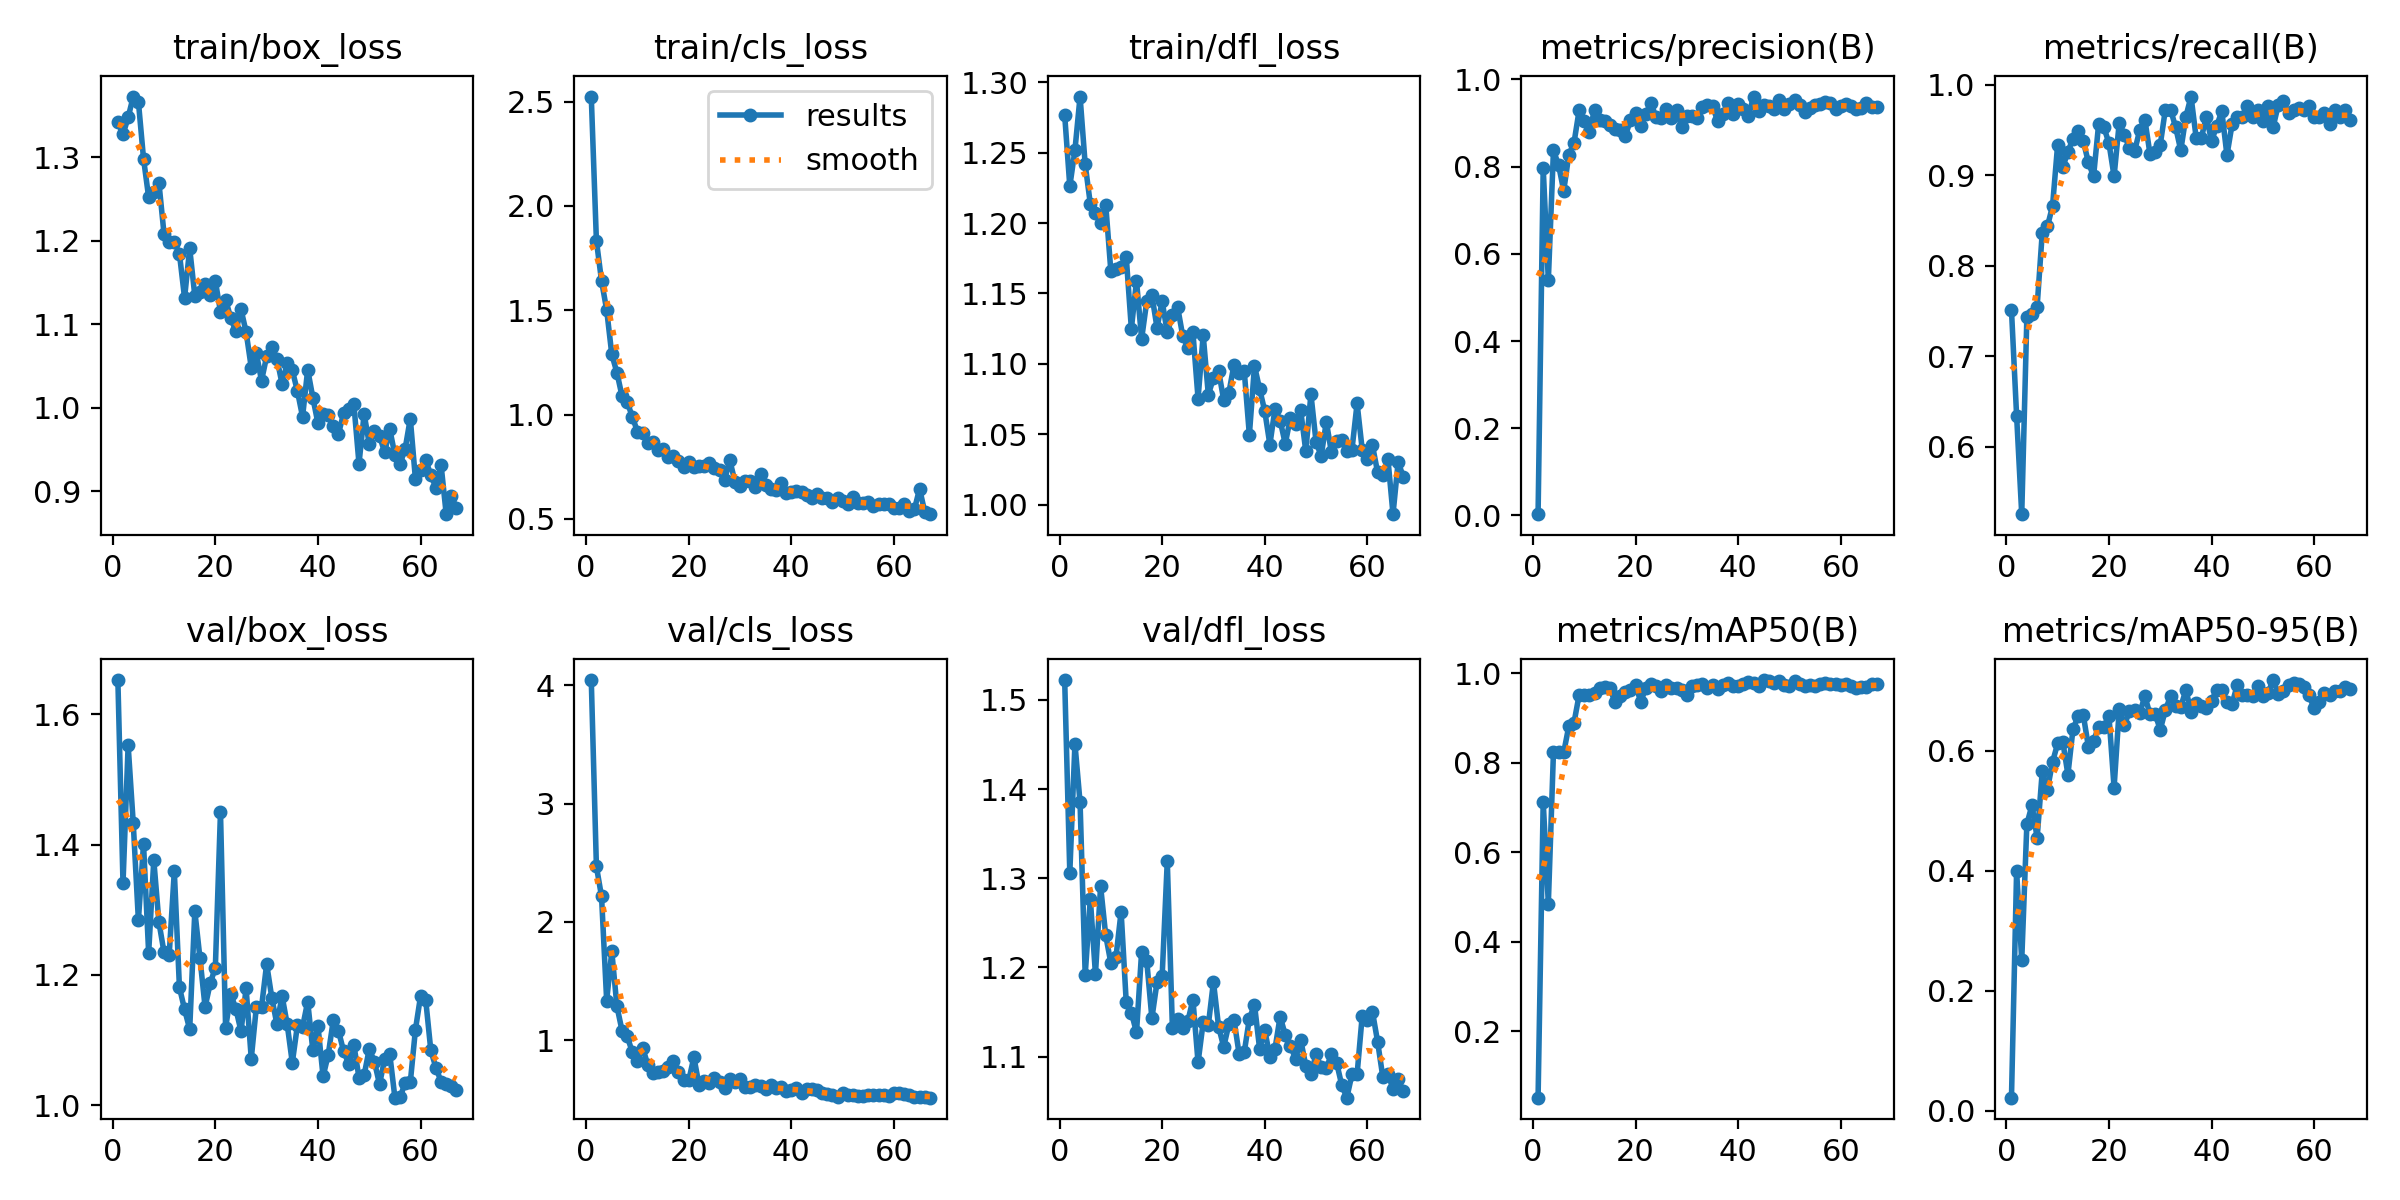 train/box_loss
1.3
1.2
1.1
1.0
0.9
0 20 40 60
train/cls_loss
results
smooth
2.5
2.0
1.5
1.0
0.5
0 20 40 60
train/dfl_loss
1.30
1.25
1.20
1.15
1.10
1.05
1.00
0 20 40 60
metrics/precision(B)
1.0
0.8
0.6
0.4
0.2
0.0
0 20 40 60
metrics/recall(B)
1.0
0.9
0.8
0.7
0.6
0 20 40 60
val/box_loss
1.6
1.4
1.2
1.0
0 20 40 60
val/cls_loss
4
3
2
1
0 20 40 60
val/dfl_loss
1.5
1.4
1.3
1.2
1.1
0 20 40 60
metrics/mAP50(B)
1.0
0.8
0.6
0.4
0.2
0 20 40 60
metrics/mAP50-95(B)
0.6
0.4
0.2
0.0
0 20 40 60